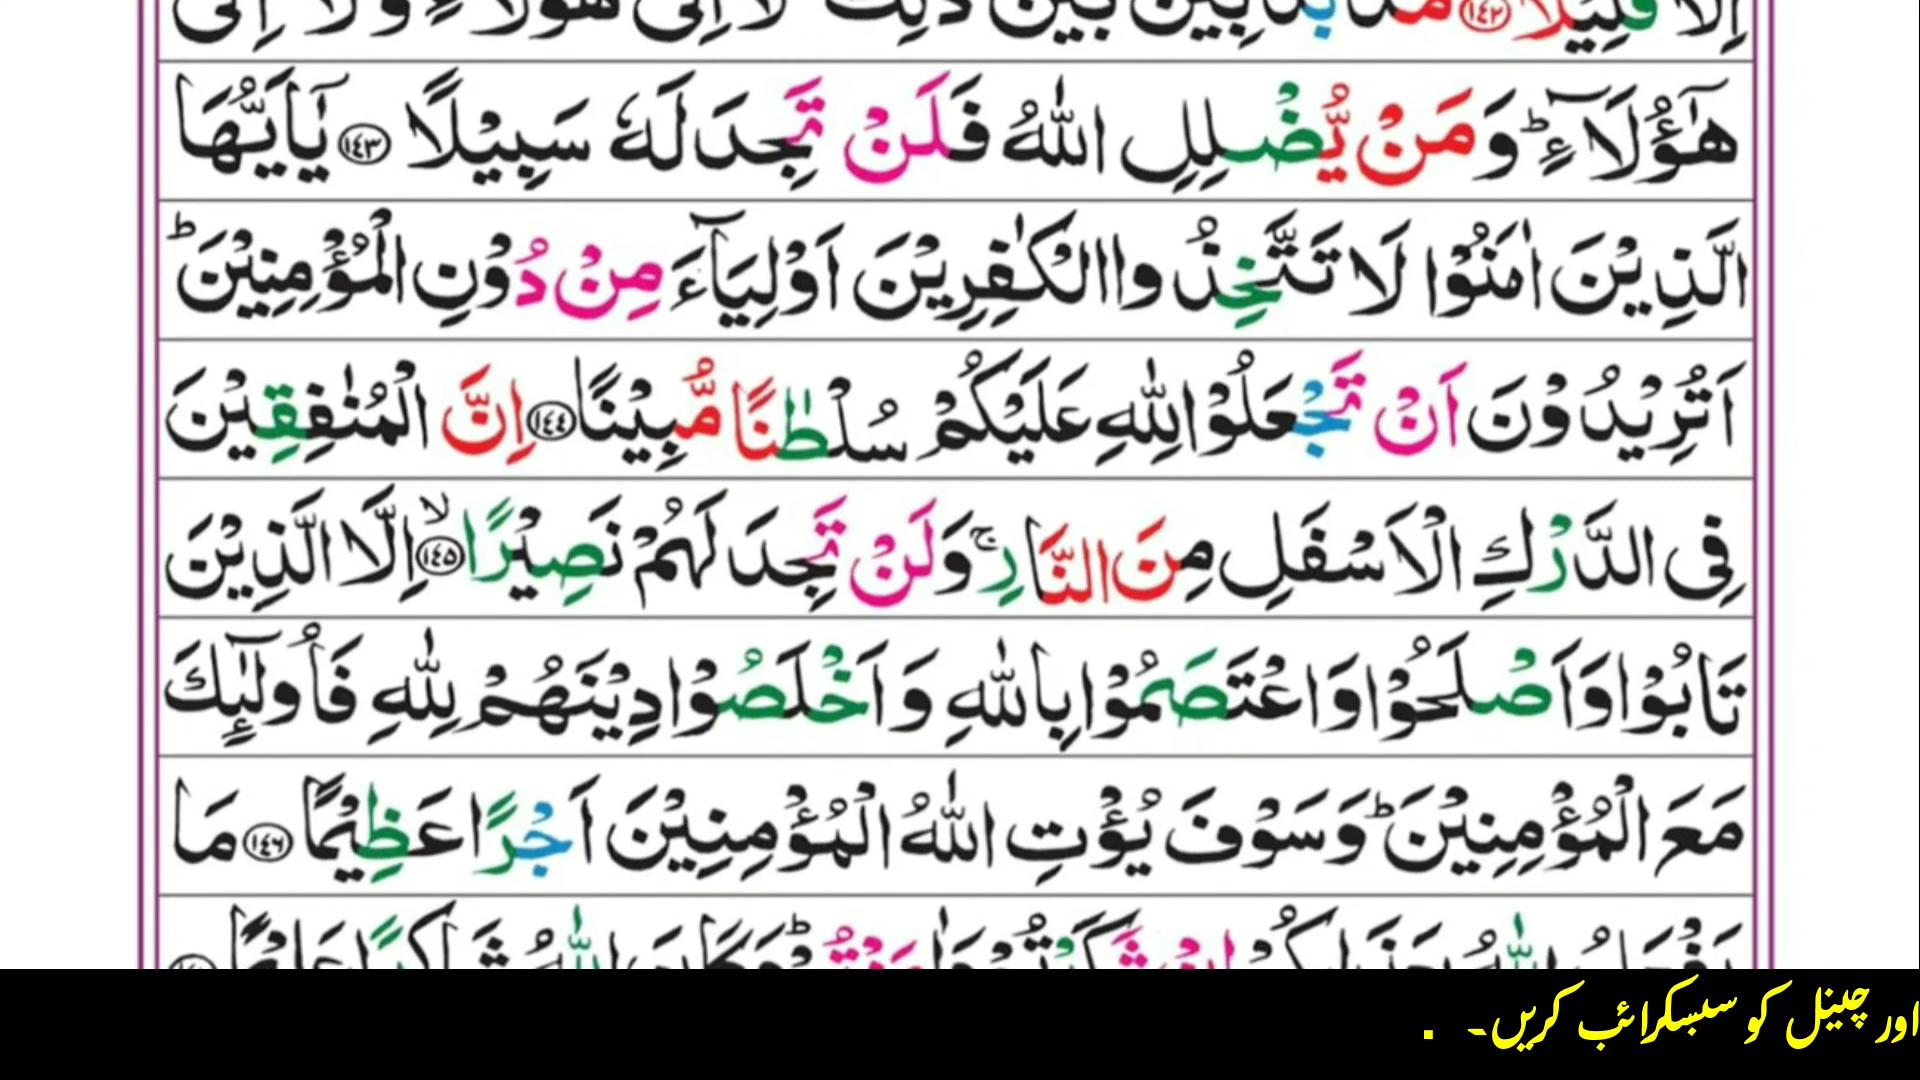 اِلَّا قَلِيْلًا ۝١٤٢ بَيْنَ ذٰلِكَ
هٰٓؤُلَآءِ ؕ وَمَنْ يُّضْلِلِ اللّٰهُ فَلَنْ تَجِدَ لَهٗ سَبِيْلًا ۝١٤٣ يٰۤاَيُّهَا
الَّذِيْنَ اٰمَنُوْا لَا تَتَّخِذُوا الْكٰفِرِيْنَ اَوْلِيَآءَ مِنْ دُوْنِ الْمُؤْمِنِيْنَ ؕ
اَتُرِيْدُوْنَ اَنْ تَجْعَلُوْا لِلّٰهِ عَلَيْكُمْ سُلْطٰنًا مُّبِيْنًا ۝١٤٤ اِنَّ الْمُنٰفِقِيْنَ
فِى الدَّرْكِ الْاَسْفَلِ مِنَ النَّارِ ۚ وَلَنْ تَجِدَ لَهُمْ نَصِيْرًا ۙ۝١٤٥ اِلَّا الَّذِيْنَ
تَابُوْا وَاَصْلَحُوْا وَاعْتَصَمُوْا بِاللّٰهِ وَاَخْلَصُوْا دِيْنَهُمْ لِلّٰهِ فَاُولٰٓئِكَ
مَعَ الْمُؤْمِنِيْنَ ؕ وَسَوْفَ يُؤْتِ اللّٰهُ الْمُؤْمِنِيْنَ اَجْرًا عَظِيْمًا ۝١٤٦ مَا
اور چینل کو سبسکرائب کریں۔ .